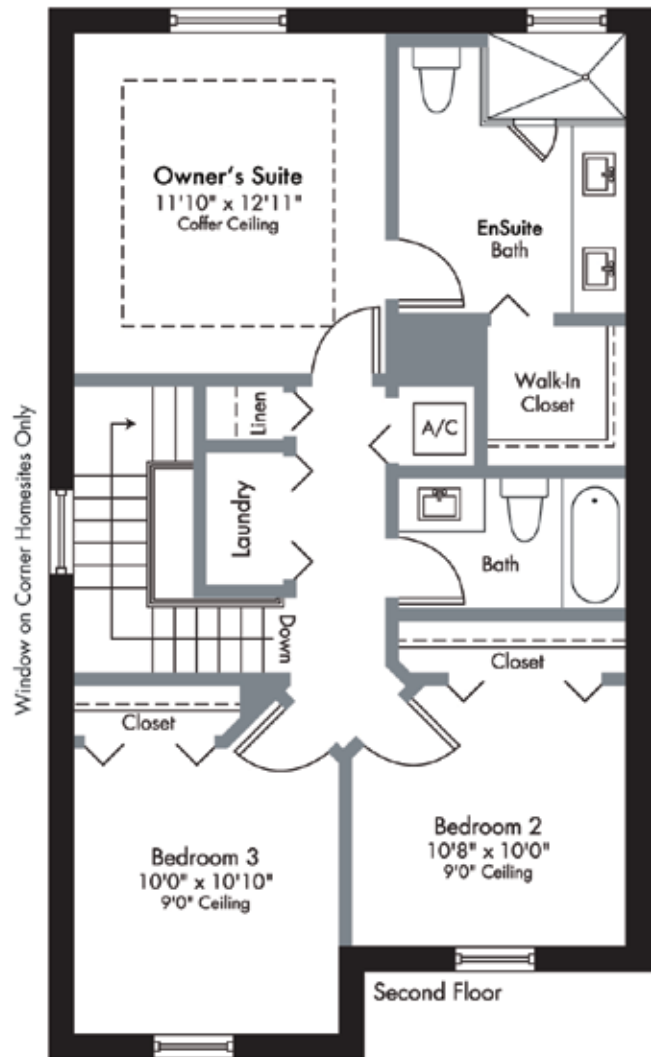 Owner's Suite
11'10" x 12'11"
Coffer Ceiling
EnSuite
Bath
Walk-In
Closet
Linen
A/C
Laundry
Bath
Window on Corner Homesites Only
Down
Closet
Closet
Bedroom 2
10'8" x 10'0"
9'0" Ceiling
Bedroom 3
10'0" x 10'10"
9'0" Ceiling
Second Floor